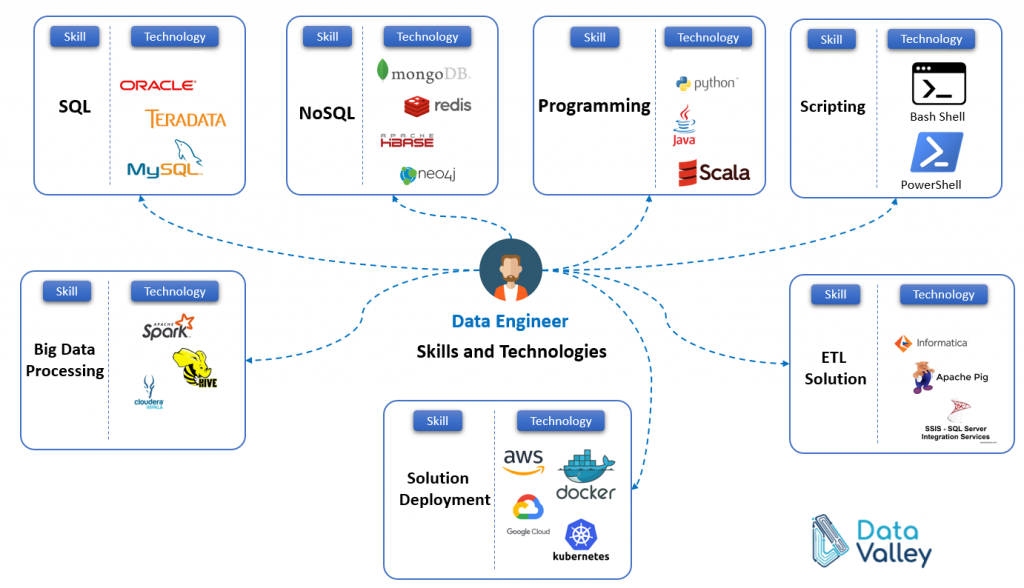 Skill
Technology
SQL
ORACLE
TERADATA
MySQL
Skill
Technology
NoSQL
mongoDB
redis
APACHE
HBASE
neo4j
Skill
Technology
Programming
python
Java
Scala
Skill
Technology
Scripting
Bash Shell
PowerShell
Data Engineer
Skills and Technologies
Skill
Technology
Big Data
Processing
APACHE
Spark
HIVE
cloudera
IMPALA
Skill
Technology
Solution
Deployment
aws
docker
Google Cloud
kubernetes
Skill
Technology
ETL
Solution
Informatica
Apache Pig
SSIS - SQL Server
Integration Services
Data
Valley